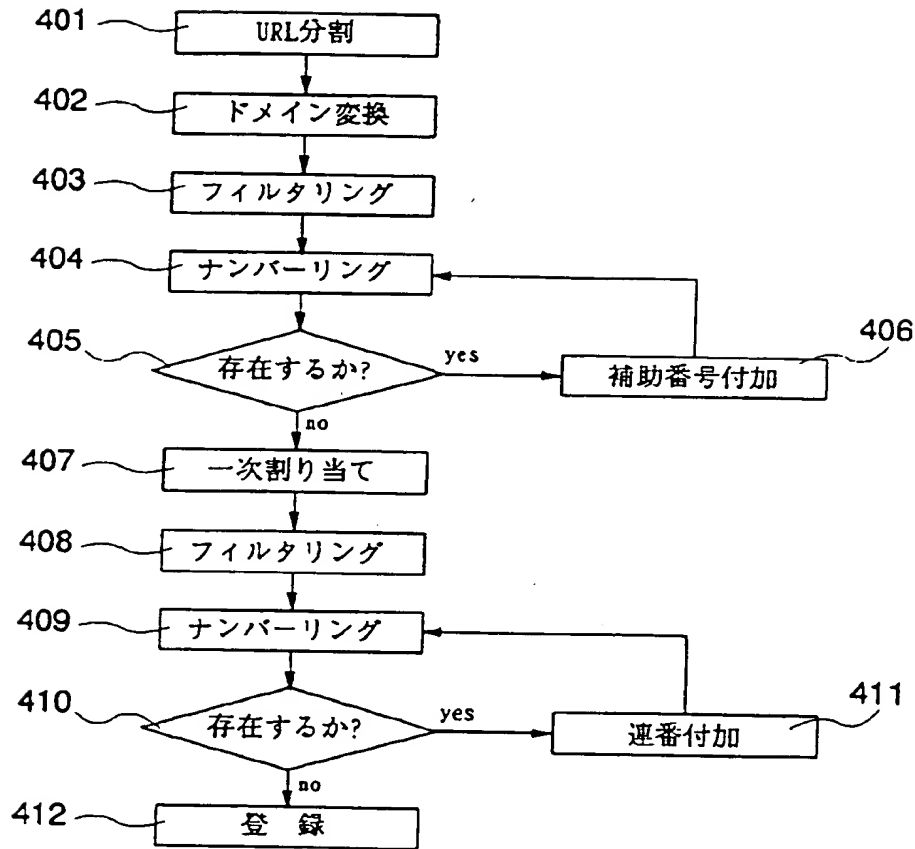 401
URL分割
402
ドメイン変換
403
フィルタリング
404
ナンバーリング
405
存在するか?
yes
406
補助番号付加
no
407
一次割り当て
408
フィルタリング
409
ナンバーリング
410
存在するか?
yes
411
連番付加
no
412
登 録